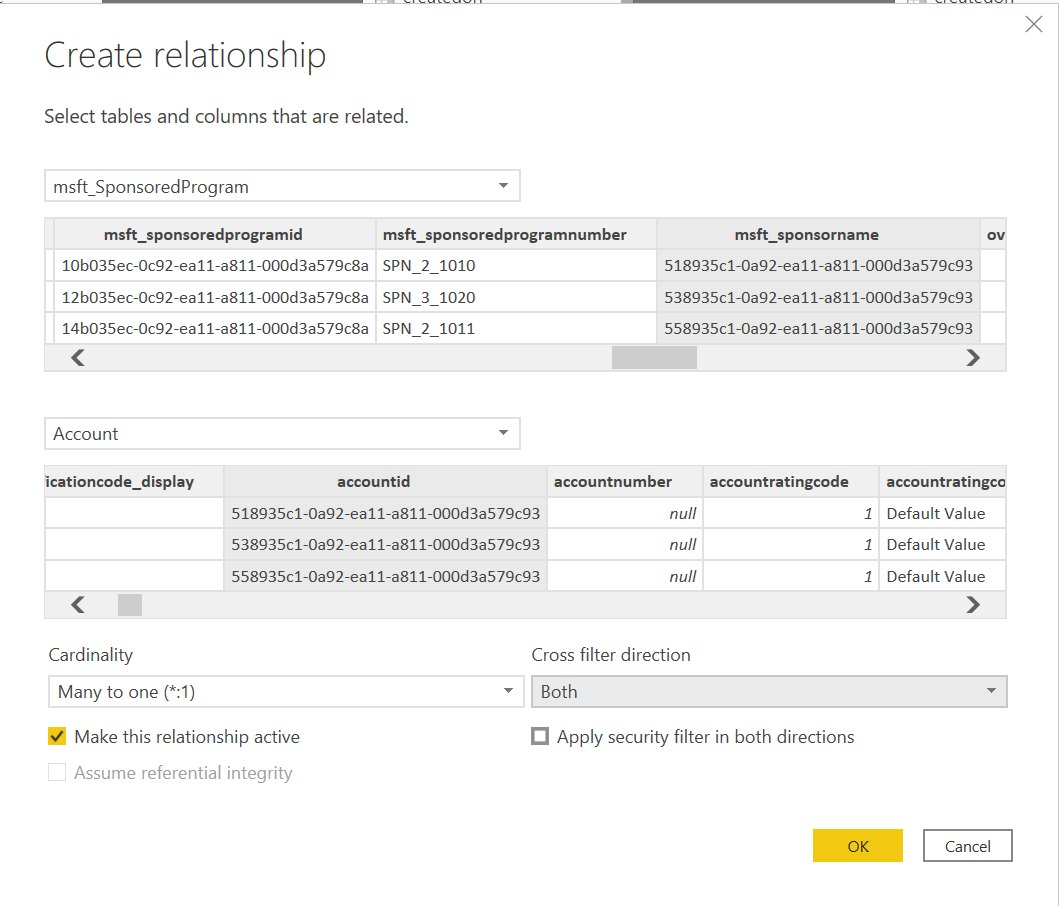 Create relationship
Select tables and columns that are related.
msft_SponsoredProgram
msft_sponsoredprogramid msft_sponsoredprogramnumber msft_sponsorname ov
10b035ec-0c92-ea11-a811-000d3a579c8a SPN_2_1010 518935c1-0a92-ea11-a811-000d3a579c93
12b035ec-0c92-ea11-a811-000d3a579c8a SPN_3_1020 538935c1-0a92-ea11-a811-000d3a579c93
14b035ec-0c92-ea11-a811-000d3a579c8a SPN_2_1011 558935c1-0a92-ea11-a811-000d3a579c93
Account
icationcode_display accountid accountnumber accountratingcode accountratingco
518935c1-0a92-ea11-a811-000d3a579c93 null 1 Default Value
538935c1-0a92-ea11-a811-000d3a579c93 null 1 Default Value
558935c1-0a92-ea11-a811-000d3a579c93 null 1 Default Value
Cardinality Cross filter direction
Many to one (*:1) Both
Make this relationship active Apply security filter in both directions
Assume referential integrity
OK Cancel